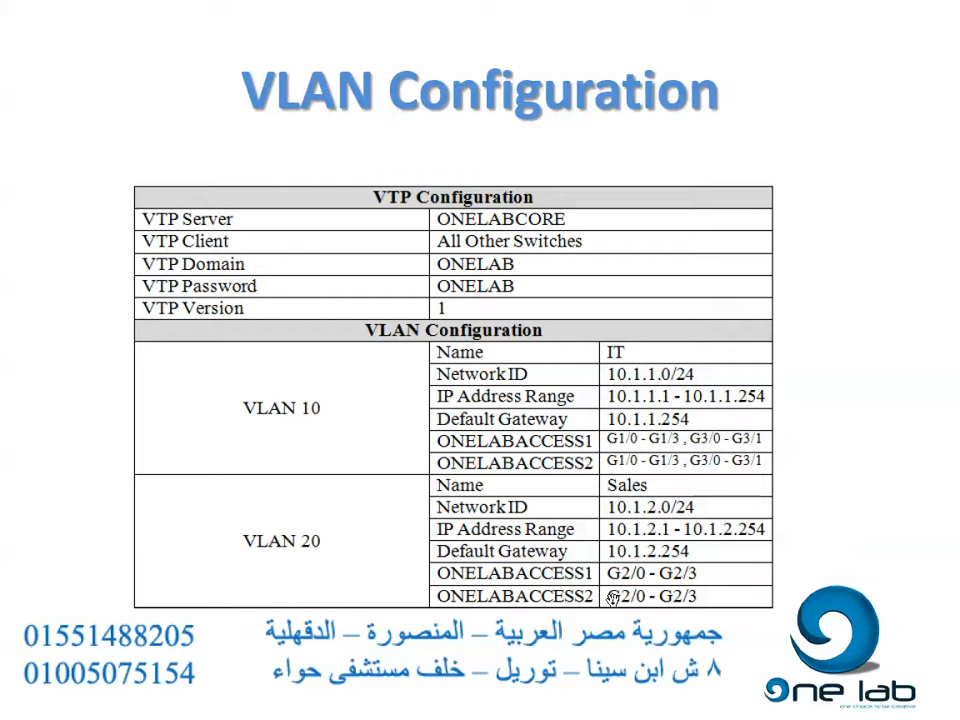 VLAN Configuration
VTP Configuration
VTP Server ONELABCORE
VTP Client All Other Switches
VTP Domain ONELAB
VTP Password ONELAB
VTP Version 1
VLAN Configuration
VLAN 10
Name IT
Network ID 10.1.1.0/24
IP Address Range 10.1.1.1 - 10.1.1.254
Default Gateway 10.1.1.254
ONELABACCESS1 G1/0 - G1/3 , G3/0 - G3/1
ONELABACCESS2 G1/0 - G1/3 , G3/0 - G3/1
VLAN 20
Name Sales
Network ID 10.1.2.0/24
IP Address Range 10.1.2.1 - 10.1.2.254
Default Gateway 10.1.2.254
ONELABACCESS1 G2/0 - G2/3
ONELABACCESS2 G2/0 - G2/3
جمهورية مصر العربية – المنصورة – الدقهلية
01551488205
٨ ش ابن سينا – توريل – خلف مستشفى حواء
01005075154
one lab
one choice to be creative